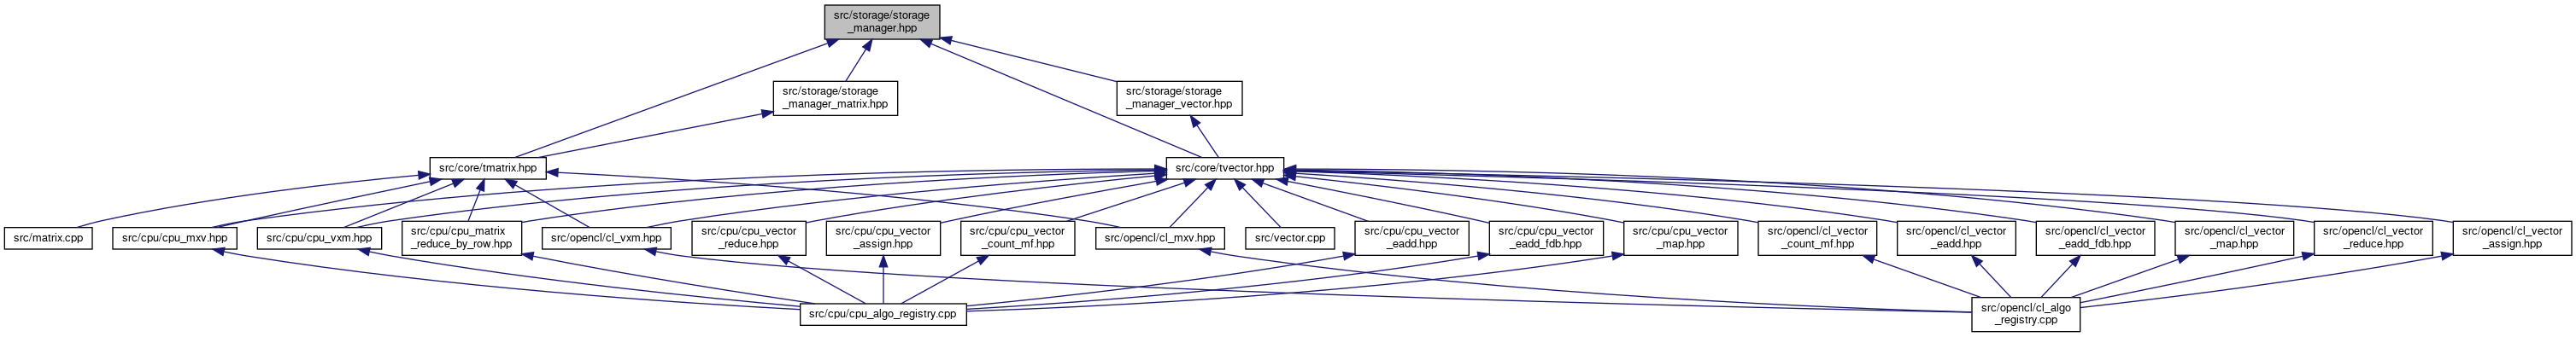 src/storage/storage
_manager.hpp
src/storage/storage
_manager_matrix.hpp
src/storage/storage
_manager_vector.hpp
src/core/tmatrix.hpp
src/core/tvector.hpp
src/matrix.cpp
src/cpu/cpu_mxv.hpp
src/cpu/cpu_vxm.hpp
src/cpu/cpu_matrix
_reduce_by_row.hpp
src/opencl/cl_vxm.hpp
src/cpu/cpu_vector
_reduce.hpp
src/cpu/cpu_vector
_assign.hpp
src/cpu/cpu_vector
_count_mf.hpp
src/opencl/cl_mxv.hpp
src/vector.cpp
src/cpu/cpu_vector
_eadd.hpp
src/cpu/cpu_vector
_eadd_fdb.hpp
src/cpu/cpu_vector
_map.hpp
src/opencl/cl_vector
_count_mf.hpp
src/opencl/cl_vector
_eadd.hpp
src/opencl/cl_vector
_eadd_fdb.hpp
src/opencl/cl_vector
_map.hpp
src/opencl/cl_vector
_reduce.hpp
src/opencl/cl_vector
_assign.hpp
src/cpu/cpu_algo_registry.cpp
src/opencl/cl_algo
_registry.cpp